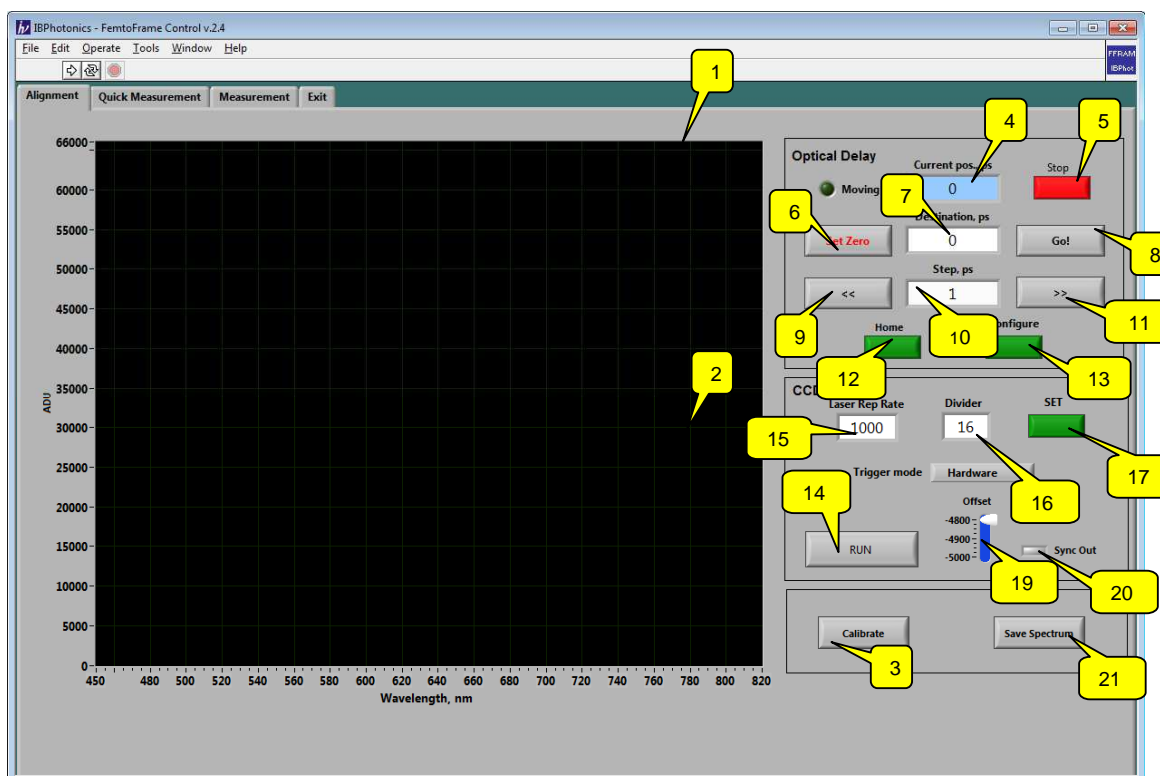 IBPhotonics - FemtoFrame Control v.2.4
File Edit Operate Tools Window Help
FFRAM
IBPhot
Alignment Quick Measurement Measurement Exit
1
66000
60000
55000
50000
45000
40000
35000
30000
25000
20000
15000
10000
5000
0
ADU
450 480 500 520 540 560 580 600 620 640 660 680 700 720 740 760 780 800 820
Wavelength, nm
2
Optical Delay
4
5
Current pos., ps
Stop
Moving
0
6
7
Destination, ps
Set Zero
0
Go!
8
Step, ps
<<
1
>>
9
10
11
Home
Configure
12
13
CCD
Laser Rep Rate
Divider
SET
1000
16
15
16
17
Trigger mode
Hardware
14
Offset
-4800
-4900
-5000
RUN
Sync Out
19
20
Calibrate
Save Spectrum
3
21